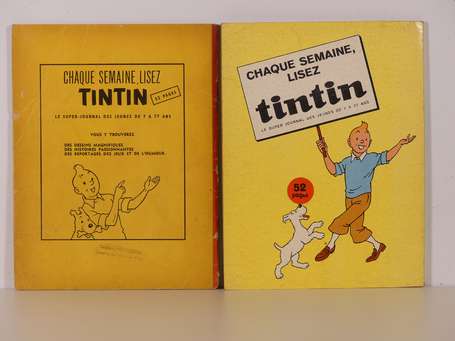 CHAQUE SEMAINE, LISEZ
TINTIN
52 PAGES
LE SUPER-JOURNAL DES JEUNES DE 7 A 77 ANS
VOUS Y TROUVEREZ
DES DESSINS MAGNIFIQUES
DES HISTOIRES PASSIONNANTES
DES REPORTAGES DES JEUX ET DE L'HUMOUR.
CHAQUE SEMAINE,
LISEZ
tintin
LE SUPER JOURNAL DES JEUNES DE 7 A 77 ANS
52
pages